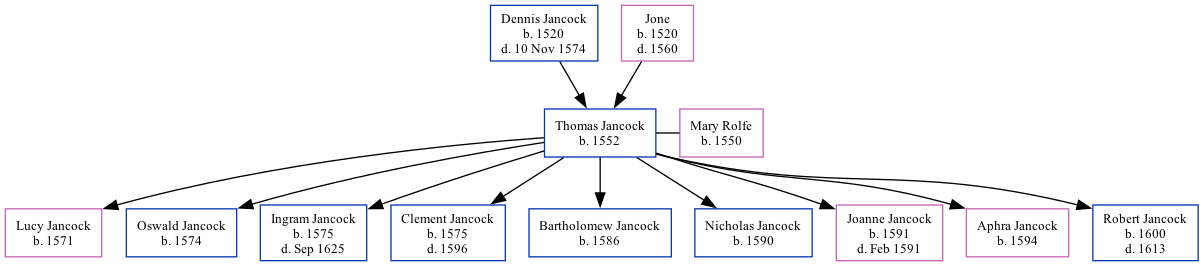 Dennis Jancock
b. 1520
d. 10 Nov 1574
Jone
b. 1520
d. 1560
Thomas Jancock
b. 1552
Mary Rolfe
b. 1550
Lucy Jancock
b. 1571
Oswald Jancock
b. 1574
Ingram Jancock
b. 1575
d. Sep 1625
Clement Jancock
b. 1575
d. 1596
Bartholomew Jancock
b. 1586
Nicholas Jancock
b. 1590
Joanne Jancock
b. 1591
d. Feb 1591
Aphra Jancock
b. 1594
Robert Jancock
b. 1600
d. 1613